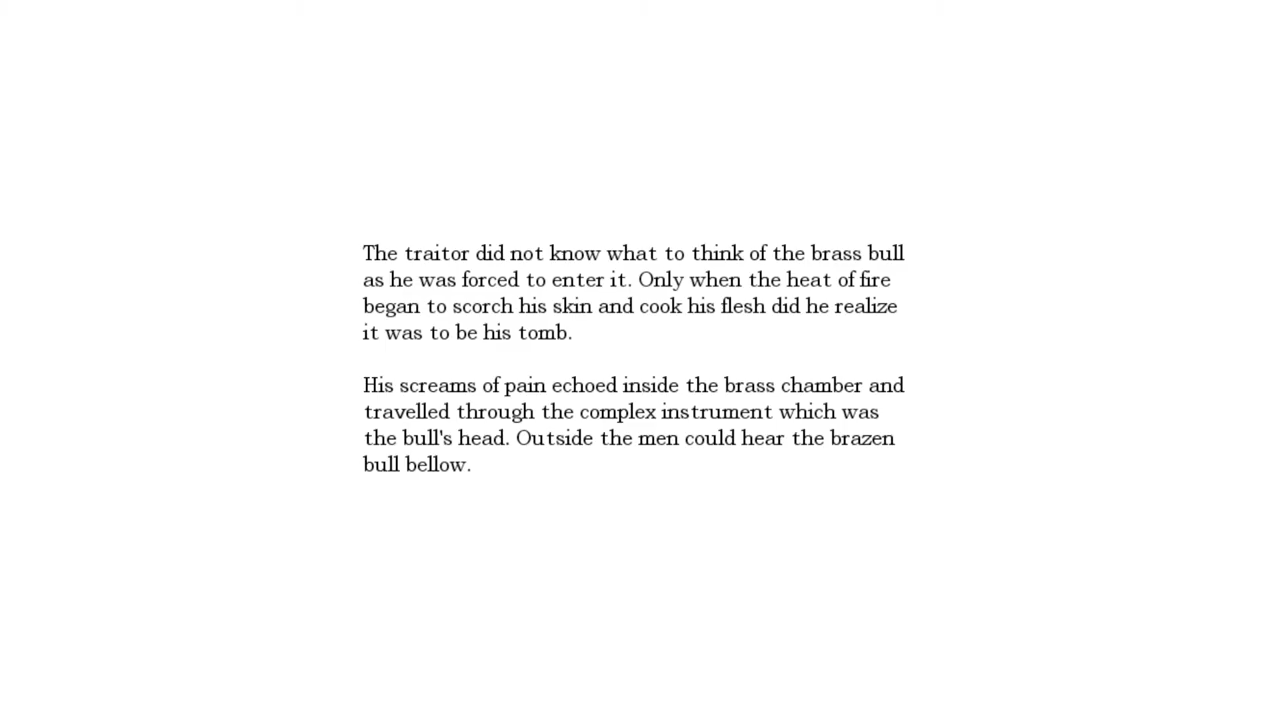 The traitor did not know what to think of the brass bull
as he was forced to enter it. Only when the heat of fire
began to scorch his skin and cook his flesh did he realize
it was to be his tomb.
His screams of pain echoed inside the brass chamber and
travelled through the complex instrument which was
the bull's head. Outside the men could hear the brazen
bull bellow.